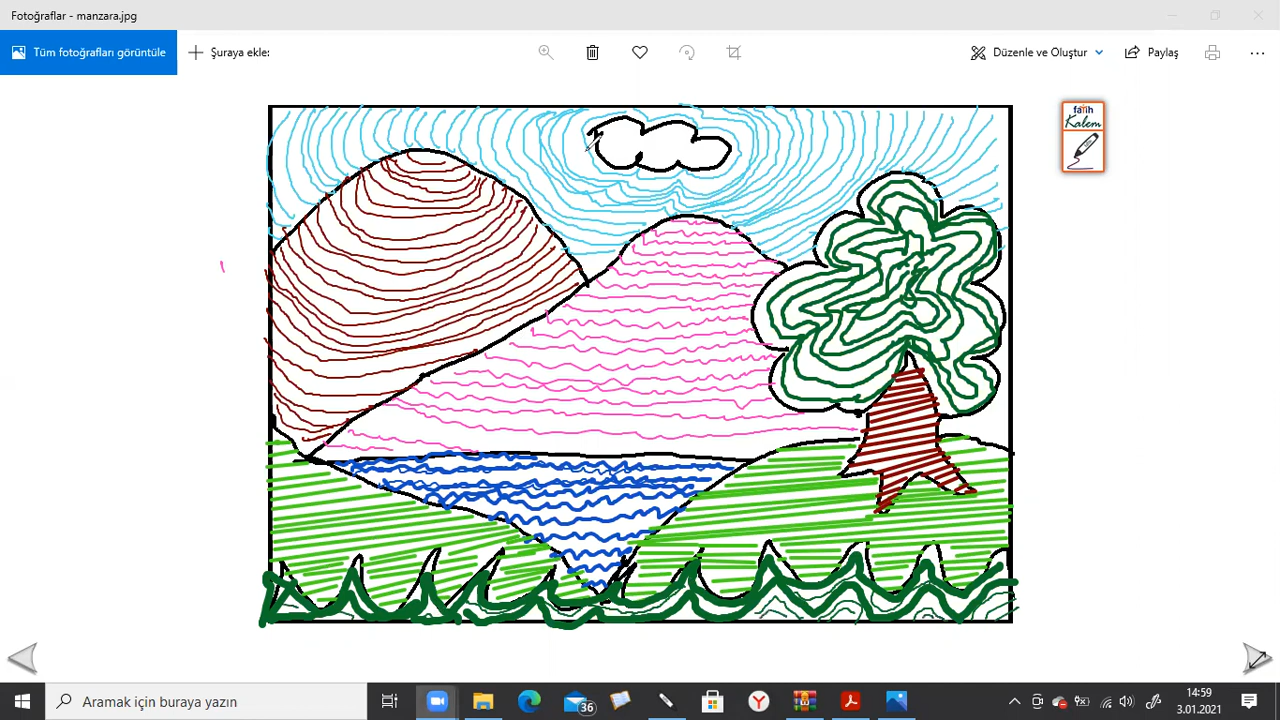 Fotoğraflar - manzara.jpg
Tüm fotoğrafları görüntüle
Şuraya ekle:
Düzenle ve Oluştur
Paylaş
fatih
Kalem
Aramak için buraya yazın
36
14:59
3.01.2021